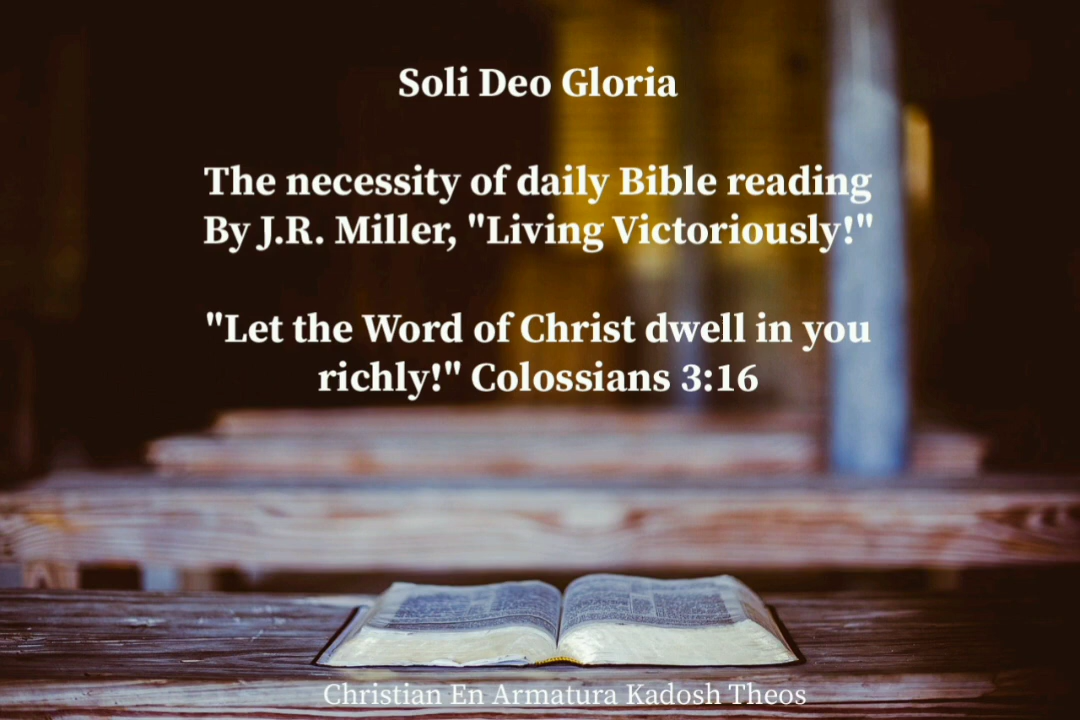 Soli Deo Gloria
The necessity of daily Bible reading
By J.R. Miller, "Living Victoriously!"
"Let the Word of Christ dwell in you
richly!" Colossians 3:16
Christian En Armatura Kadosh Theos